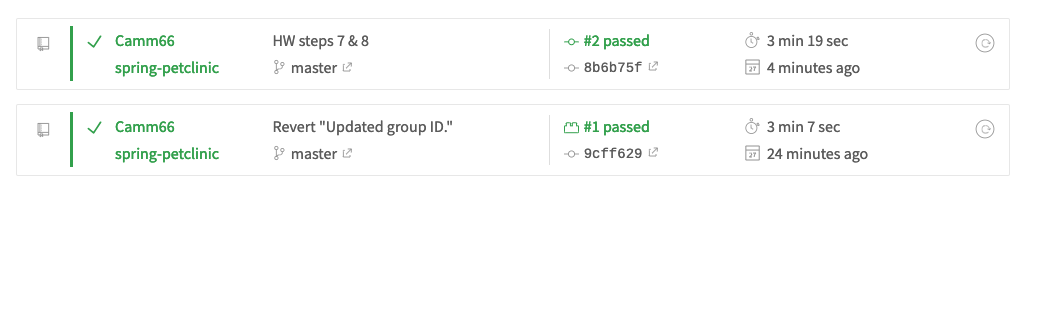 Camm66 HW steps 7 & 8 #2 passed 3 min 19 sec
spring-petclinic master 8b6b75f 4 minutes ago
Camm66 Revert "Updated group ID." #1 passed 3 min 7 sec
spring-petclinic master 9cff629 24 minutes ago